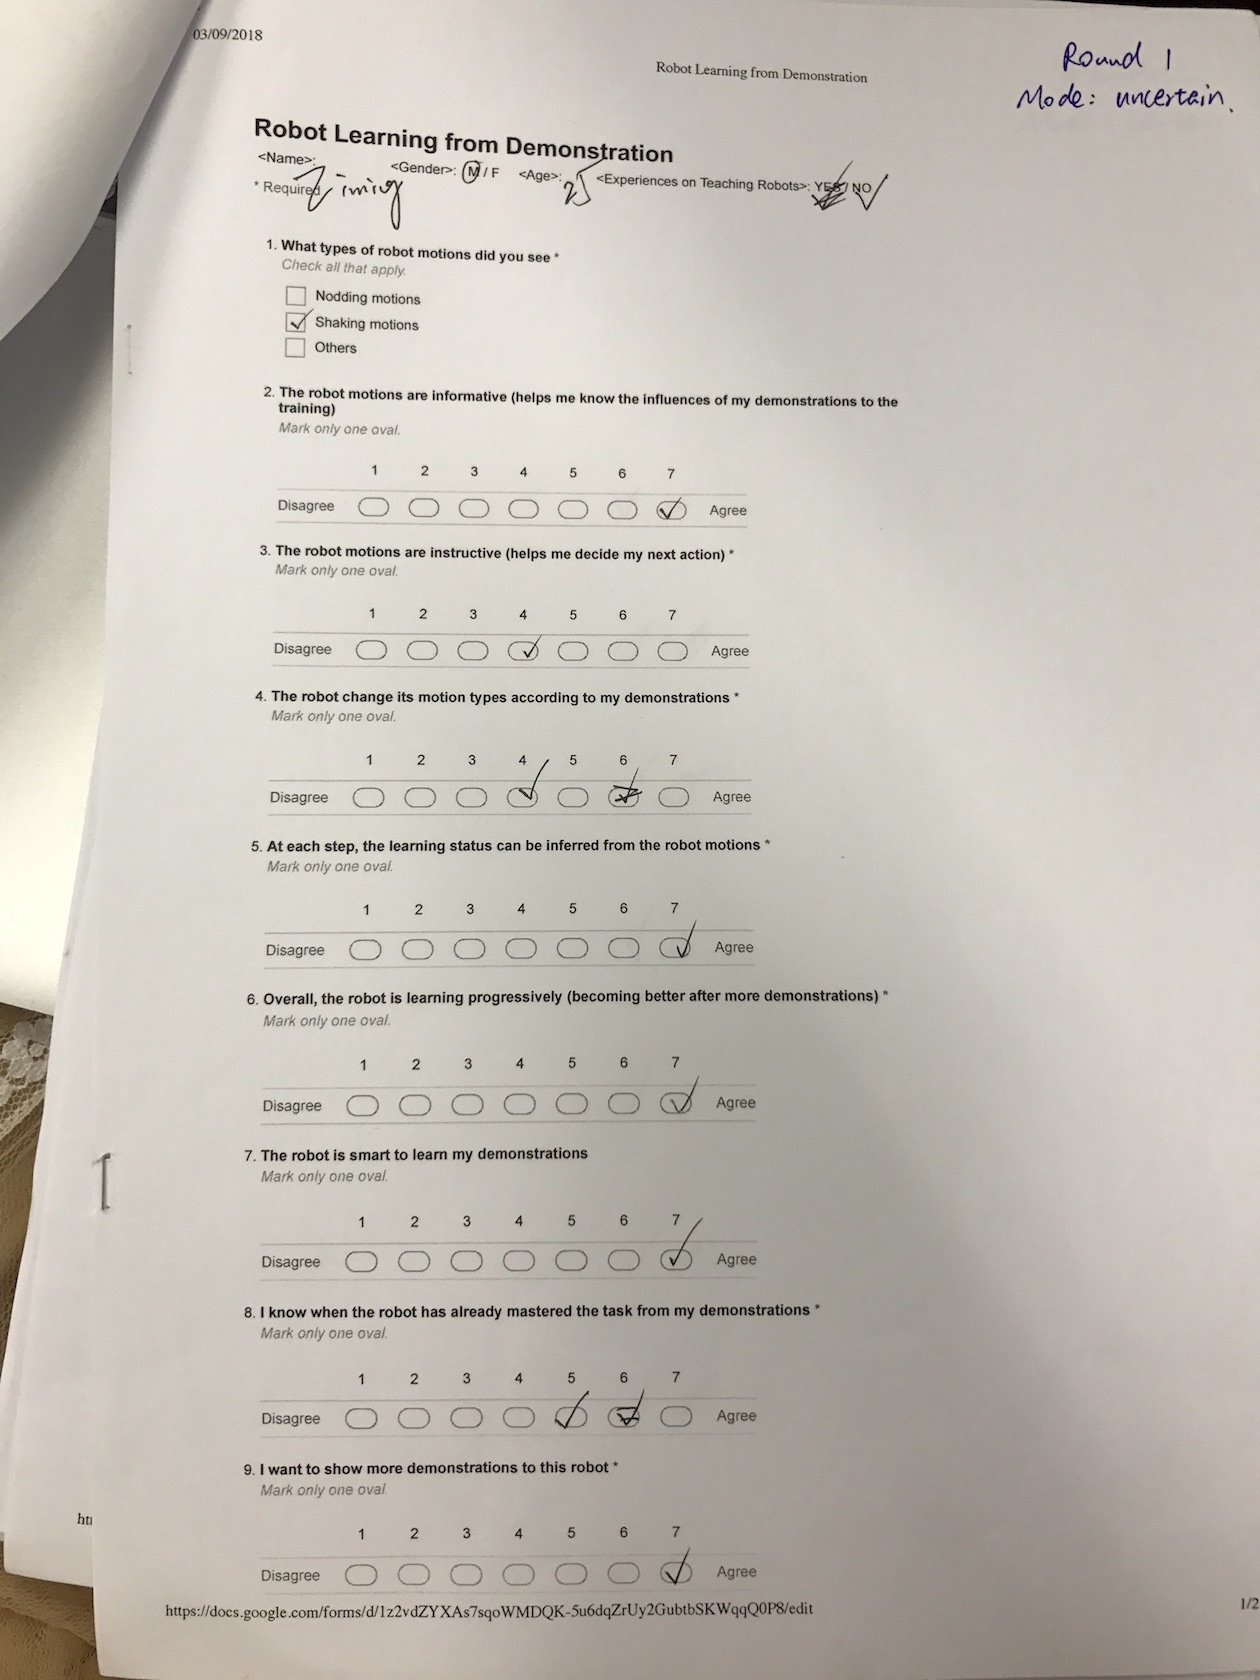 03/09/2018
Robot Learning from Demonstration
Round 1
Mode: uncertain.
Robot Learning from Demonstration
<Name>: <Gender>: M / F <Age>: 25 <Experiences on Teaching Robots>: YES / NO
* Required
1. What types of robot motions did you see *
Check all that apply.
Nodding motions
Shaking motions
Others
2. The robot motions are informative (helps me know the influences of my demonstrations to the
training)
Mark only one oval.
1 2 3 4 5 6 7
Disagree Agree
3. The robot motions are instructive (helps me decide my next action) *
Mark only one oval.
1 2 3 4 5 6 7
Disagree Agree
4. The robot change its motion types according to my demonstrations *
Mark only one oval.
1 2 3 4 5 6 7
Disagree Agree
5. At each step, the learning status can be inferred from the robot motions *
Mark only one oval.
1 2 3 4 5 6 7
Disagree Agree
6. Overall, the robot is learning progressively (becoming better after more demonstrations) *
Mark only one oval.
1 2 3 4 5 6 7
Disagree Agree
7. The robot is smart to learn my demonstrations
Mark only one oval.
1 2 3 4 5 6 7
Disagree Agree
8. I know when the robot has already mastered the task from my demonstrations *
Mark only one oval.
1 2 3 4 5 6 7
Disagree Agree
9. I want to show more demonstrations to this robot *
Mark only one oval.
1 2 3 4 5 6 7
Disagree Agree
htt
https://docs.google.com/forms/d/1z2vdZYXAs7sqoWMDQK-5u6dqZrUy2GubtbSKWqqQ0P8/edit
1/2